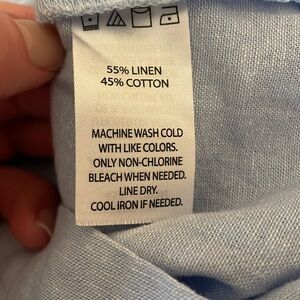 55% LINEN
45% COTTON
MACHINE WASH COLD
WITH LIKE COLORS.
ONLY NON-CHLORINE
BLEACH WHEN NEEDED.
LINE DRY.
COOL IRON IF NEEDED.